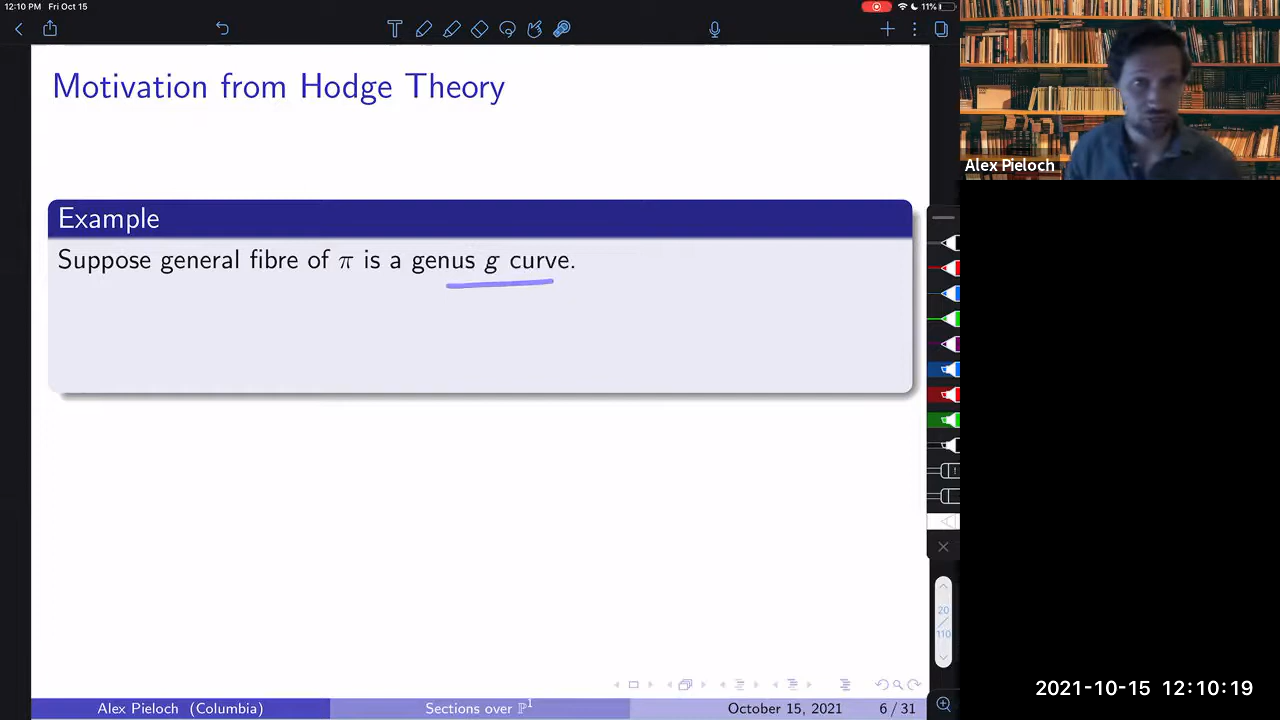 12:10 PM Fri Oct 15
11%
Motivation from Hodge Theory
Example
Suppose general fibre of π is a genus g curve.
Alex Pieloch
20
110
Alex Pieloch (Columbia)
Sections over ℙ¹
October 15, 2021
6 / 31
2021-10-15 12:10:19